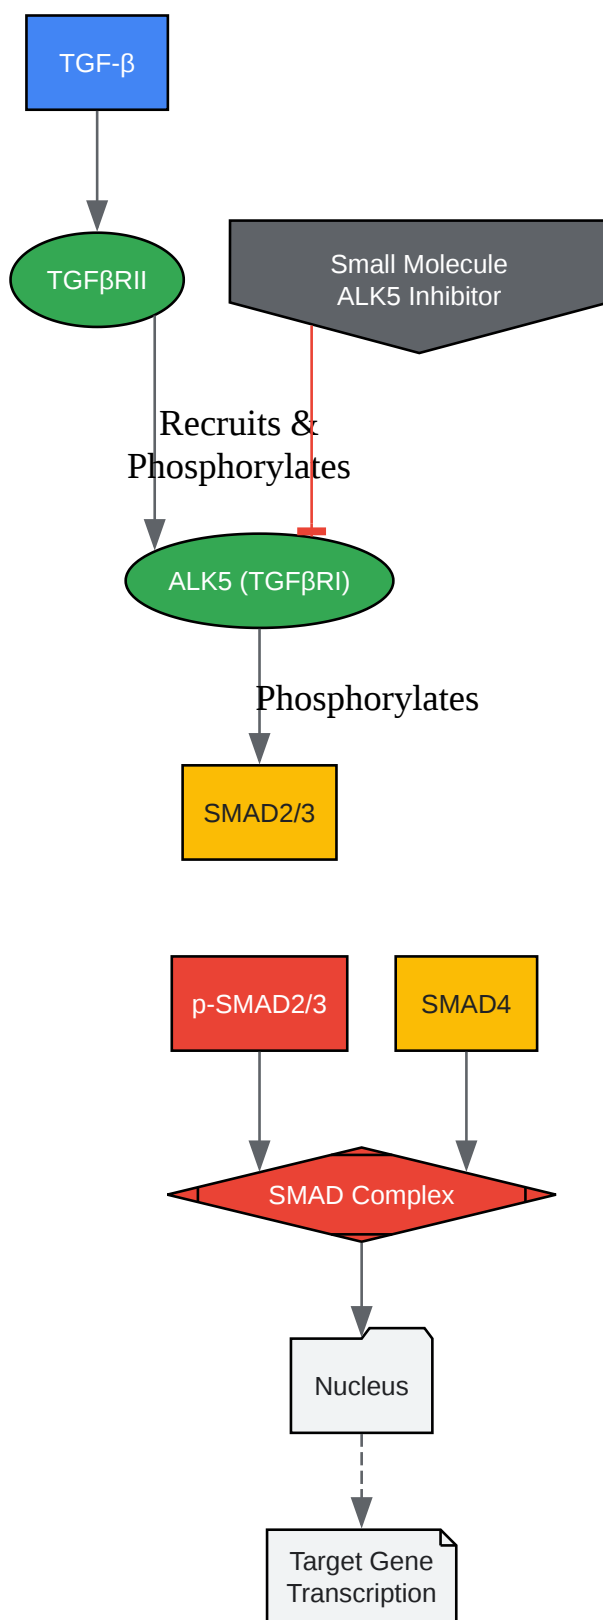 TGF-β
TGFβRII
Small Molecule
ALK5 Inhibitor
Recruits &
Phosphorylates
ALK5 (TGFβRI)
Phosphorylates
SMAD2/3
p-SMAD2/3
SMAD4
SMAD Complex
Nucleus
Target Gene
Transcription